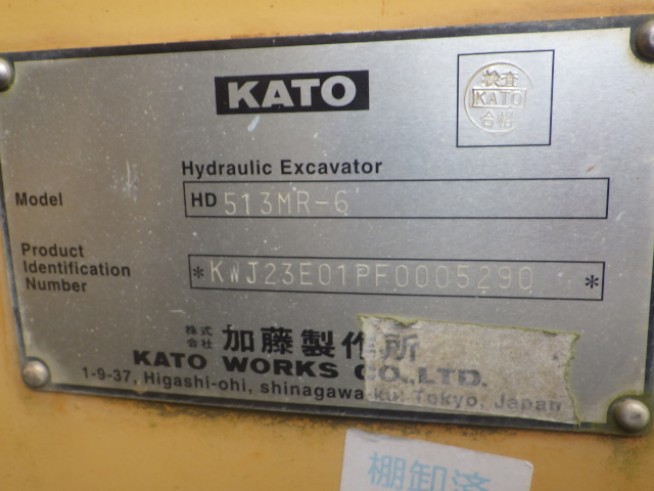 KATO
検査
KATO
合格
Hydraulic Excavator
Model HD 513MR-6
Product
Identification
Number
*KWJ23E01PF0005290 *
株式
会社 加藤製作所
KATO WORKS CO.,LTD.
1-9-37, Higashi-ohi, shinagawa-ku, Tokyo, Japan
棚卸済